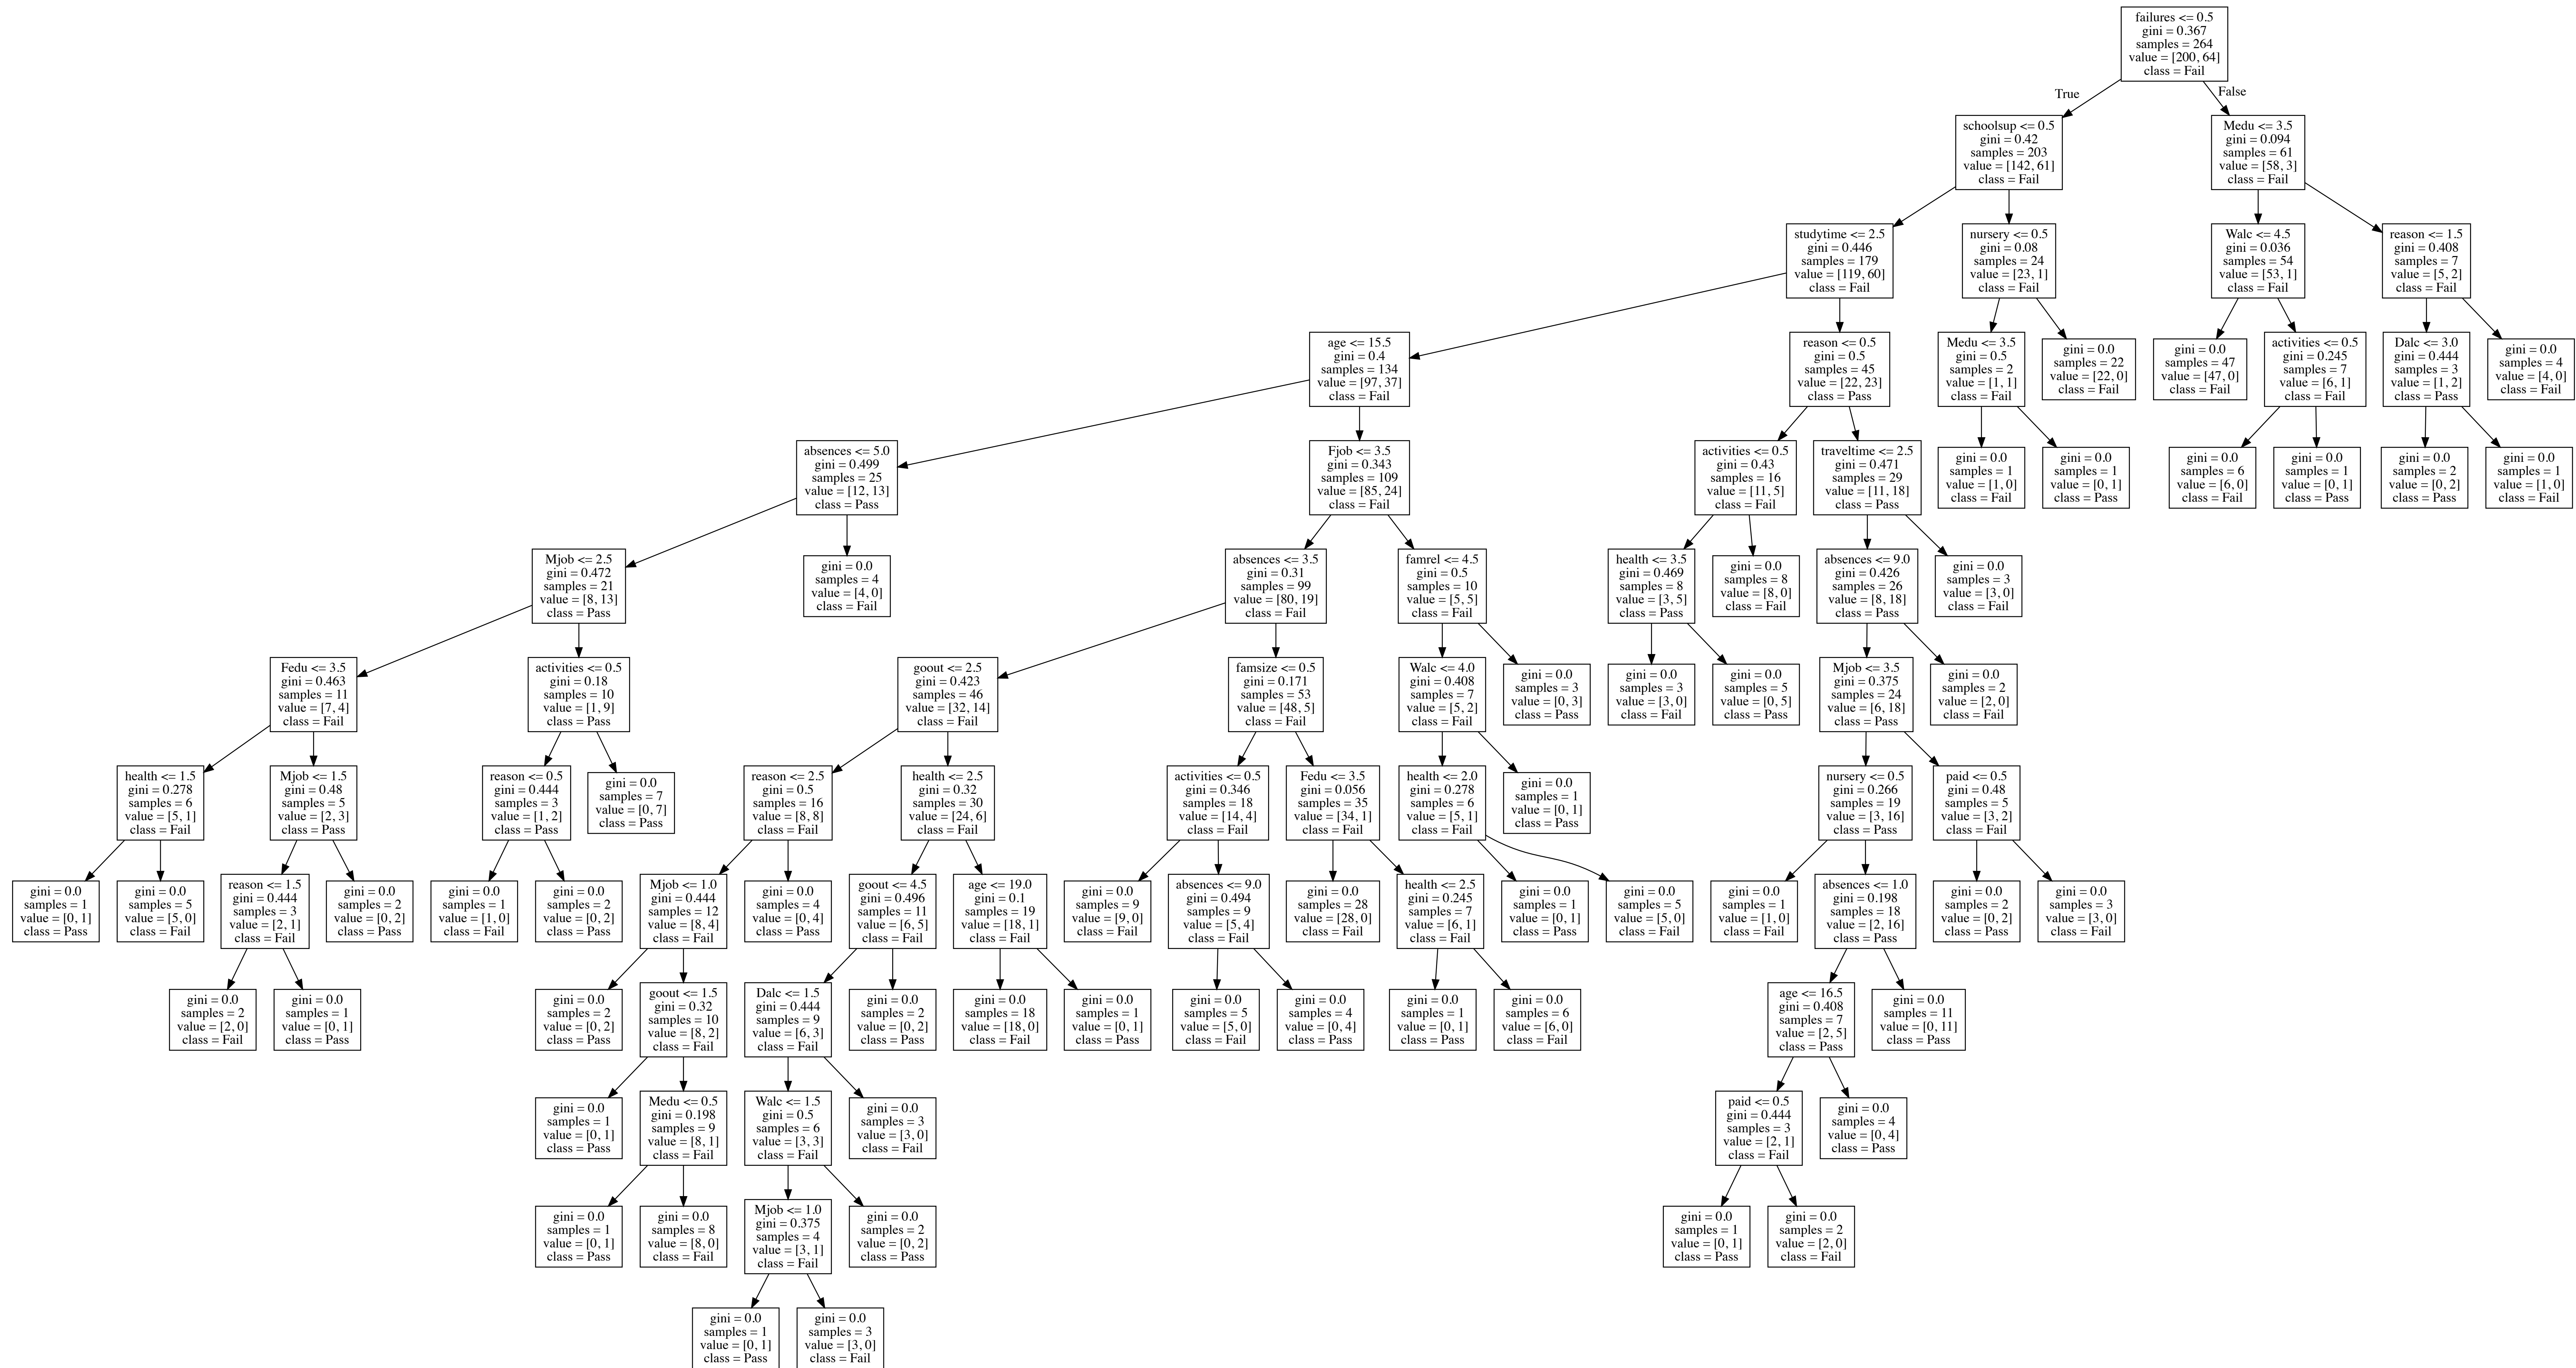 failures <= 0.5
gini = 0.367
samples = 264
value = [200, 64]
class = Fail
True
False
schoolsup <= 0.5
gini = 0.42
samples = 203
value = [142, 61]
class = Fail
Medu <= 3.5
gini = 0.094
samples = 61
value = [58, 3]
class = Fail
studytime <= 2.5
gini = 0.446
samples = 179
value = [119, 60]
class = Fail
nursery <= 0.5
gini = 0.08
samples = 24
value = [23, 1]
class = Fail
Walc <= 4.5
gini = 0.036
samples = 54
value = [53, 1]
class = Fail
reason <= 1.5
gini = 0.408
samples = 7
value = [5, 2]
class = Fail
age <= 15.5
gini = 0.4
samples = 134
value = [97, 37]
class = Fail
reason <= 0.5
gini = 0.5
samples = 45
value = [22, 23]
class = Pass
Medu <= 3.5
gini = 0.5
samples = 2
value = [1, 1]
class = Fail
gini = 0.0
samples = 22
value = [22, 0]
class = Fail
gini = 0.0
samples = 47
value = [47, 0]
class = Fail
activities <= 0.5
gini = 0.245
samples = 7
value = [6, 1]
class = Fail
Dalc <= 3.0
gini = 0.444
samples = 3
value = [1, 2]
class = Pass
gini = 0.0
samples = 4
value = [4, 0]
class = Fail
absences <= 5.0
gini = 0.499
samples = 25
value = [12, 13]
class = Pass
Fjob <= 3.5
gini = 0.343
samples = 109
value = [85, 24]
class = Fail
activities <= 0.5
gini = 0.43
samples = 16
value = [11, 5]
class = Fail
traveltime <= 2.5
gini = 0.471
samples = 29
value = [11, 18]
class = Pass
gini = 0.0
samples = 1
value = [1, 0]
class = Fail
gini = 0.0
samples = 1
value = [0, 1]
class = Pass
gini = 0.0
samples = 6
value = [6, 0]
class = Fail
gini = 0.0
samples = 1
value = [0, 1]
class = Pass
gini = 0.0
samples = 2
value = [0, 2]
class = Pass
gini = 0.0
samples = 1
value = [1, 0]
class = Fail
Mjob <= 2.5
gini = 0.472
samples = 21
value = [8, 13]
class = Pass
gini = 0.0
samples = 4
value = [4, 0]
class = Fail
absences <= 3.5
gini = 0.31
samples = 99
value = [80, 19]
class = Fail
famrel <= 4.5
gini = 0.5
samples = 10
value = [5, 5]
class = Fail
health <= 3.5
gini = 0.469
samples = 8
value = [3, 5]
class = Pass
gini = 0.0
samples = 8
value = [8, 0]
class = Fail
absences <= 9.0
gini = 0.426
samples = 26
value = [8, 18]
class = Pass
gini = 0.0
samples = 3
value = [3, 0]
class = Fail
Fedu <= 3.5
gini = 0.463
samples = 11
value = [7, 4]
class = Fail
activities <= 0.5
gini = 0.18
samples = 10
value = [1, 9]
class = Pass
goout <= 2.5
gini = 0.423
samples = 46
value = [32, 14]
class = Fail
famsize <= 0.5
gini = 0.171
samples = 53
value = [48, 5]
class = Fail
Walc <= 4.0
gini = 0.408
samples = 7
value = [5, 2]
class = Fail
gini = 0.0
samples = 3
value = [0, 3]
class = Pass
gini = 0.0
samples = 3
value = [3, 0]
class = Fail
gini = 0.0
samples = 5
value = [0, 5]
class = Pass
Mjob <= 3.5
gini = 0.375
samples = 24
value = [6, 18]
class = Pass
gini = 0.0
samples = 2
value = [2, 0]
class = Fail
health <= 1.5
gini = 0.278
samples = 6
value = [5, 1]
class = Fail
Mjob <= 1.5
gini = 0.48
samples = 5
value = [2, 3]
class = Pass
reason <= 0.5
gini = 0.444
samples = 3
value = [1, 2]
class = Pass
gini = 0.0
samples = 7
value = [0, 7]
class = Pass
reason <= 2.5
gini = 0.5
samples = 16
value = [8, 8]
class = Fail
health <= 2.5
gini = 0.32
samples = 30
value = [24, 6]
class = Fail
activities <= 0.5
gini = 0.346
samples = 18
value = [14, 4]
class = Fail
Fedu <= 3.5
gini = 0.056
samples = 35
value = [34, 1]
class = Fail
health <= 2.0
gini = 0.278
samples = 6
value = [5, 1]
class = Fail
gini = 0.0
samples = 1
value = [0, 1]
class = Pass
nursery <= 0.5
gini = 0.266
samples = 19
value = [3, 16]
class = Pass
paid <= 0.5
gini = 0.48
samples = 5
value = [3, 2]
class = Fail
gini = 0.0
samples = 1
value = [0, 1]
class = Pass
gini = 0.0
samples = 5
value = [5, 0]
class = Fail
reason <= 1.5
gini = 0.444
samples = 3
value = [2, 1]
class = Fail
gini = 0.0
samples = 2
value = [0, 2]
class = Pass
gini = 0.0
samples = 1
value = [1, 0]
class = Fail
gini = 0.0
samples = 2
value = [0, 2]
class = Pass
Mjob <= 1.0
gini = 0.444
samples = 12
value = [8, 4]
class = Fail
gini = 0.0
samples = 4
value = [0, 4]
class = Pass
goout <= 4.5
gini = 0.496
samples = 11
value = [6, 5]
class = Fail
age <= 19.0
gini = 0.1
samples = 19
value = [18, 1]
class = Fail
gini = 0.0
samples = 9
value = [9, 0]
class = Fail
absences <= 9.0
gini = 0.494
samples = 9
value = [5, 4]
class = Fail
gini = 0.0
samples = 28
value = [28, 0]
class = Fail
health <= 2.5
gini = 0.245
samples = 7
value = [6, 1]
class = Fail
gini = 0.0
samples = 1
value = [0, 1]
class = Pass
gini = 0.0
samples = 5
value = [5, 0]
class = Fail
gini = 0.0
samples = 1
value = [1, 0]
class = Fail
absences <= 1.0
gini = 0.198
samples = 18
value = [2, 16]
class = Pass
gini = 0.0
samples = 2
value = [0, 2]
class = Pass
gini = 0.0
samples = 3
value = [3, 0]
class = Fail
gini = 0.0
samples = 2
value = [2, 0]
class = Fail
gini = 0.0
samples = 1
value = [0, 1]
class = Pass
gini = 0.0
samples = 2
value = [0, 2]
class = Pass
goout <= 1.5
gini = 0.32
samples = 10
value = [8, 2]
class = Fail
Dalc <= 1.5
gini = 0.444
samples = 9
value = [6, 3]
class = Fail
gini = 0.0
samples = 2
value = [0, 2]
class = Pass
gini = 0.0
samples = 18
value = [18, 0]
class = Fail
gini = 0.0
samples = 1
value = [0, 1]
class = Pass
gini = 0.0
samples = 5
value = [5, 0]
class = Fail
gini = 0.0
samples = 4
value = [0, 4]
class = Pass
gini = 0.0
samples = 1
value = [0, 1]
class = Pass
gini = 0.0
samples = 6
value = [6, 0]
class = Fail
age <= 16.5
gini = 0.408
samples = 7
value = [2, 5]
class = Pass
gini = 0.0
samples = 11
value = [0, 11]
class = Pass
gini = 0.0
samples = 1
value = [0, 1]
class = Pass
Medu <= 0.5
gini = 0.198
samples = 9
value = [8, 1]
class = Fail
Walc <= 1.5
gini = 0.5
samples = 6
value = [3, 3]
class = Fail
gini = 0.0
samples = 3
value = [3, 0]
class = Fail
paid <= 0.5
gini = 0.444
samples = 3
value = [2, 1]
class = Fail
gini = 0.0
samples = 4
value = [0, 4]
class = Pass
gini = 0.0
samples = 1
value = [0, 1]
class = Pass
gini = 0.0
samples = 8
value = [8, 0]
class = Fail
Mjob <= 1.0
gini = 0.375
samples = 4
value = [3, 1]
class = Fail
gini = 0.0
samples = 2
value = [0, 2]
class = Pass
gini = 0.0
samples = 1
value = [0, 1]
class = Pass
gini = 0.0
samples = 2
value = [2, 0]
class = Fail
gini = 0.0
samples = 1
value = [0, 1]
class = Pass
gini = 0.0
samples = 3
value = [3, 0]
class = Fail